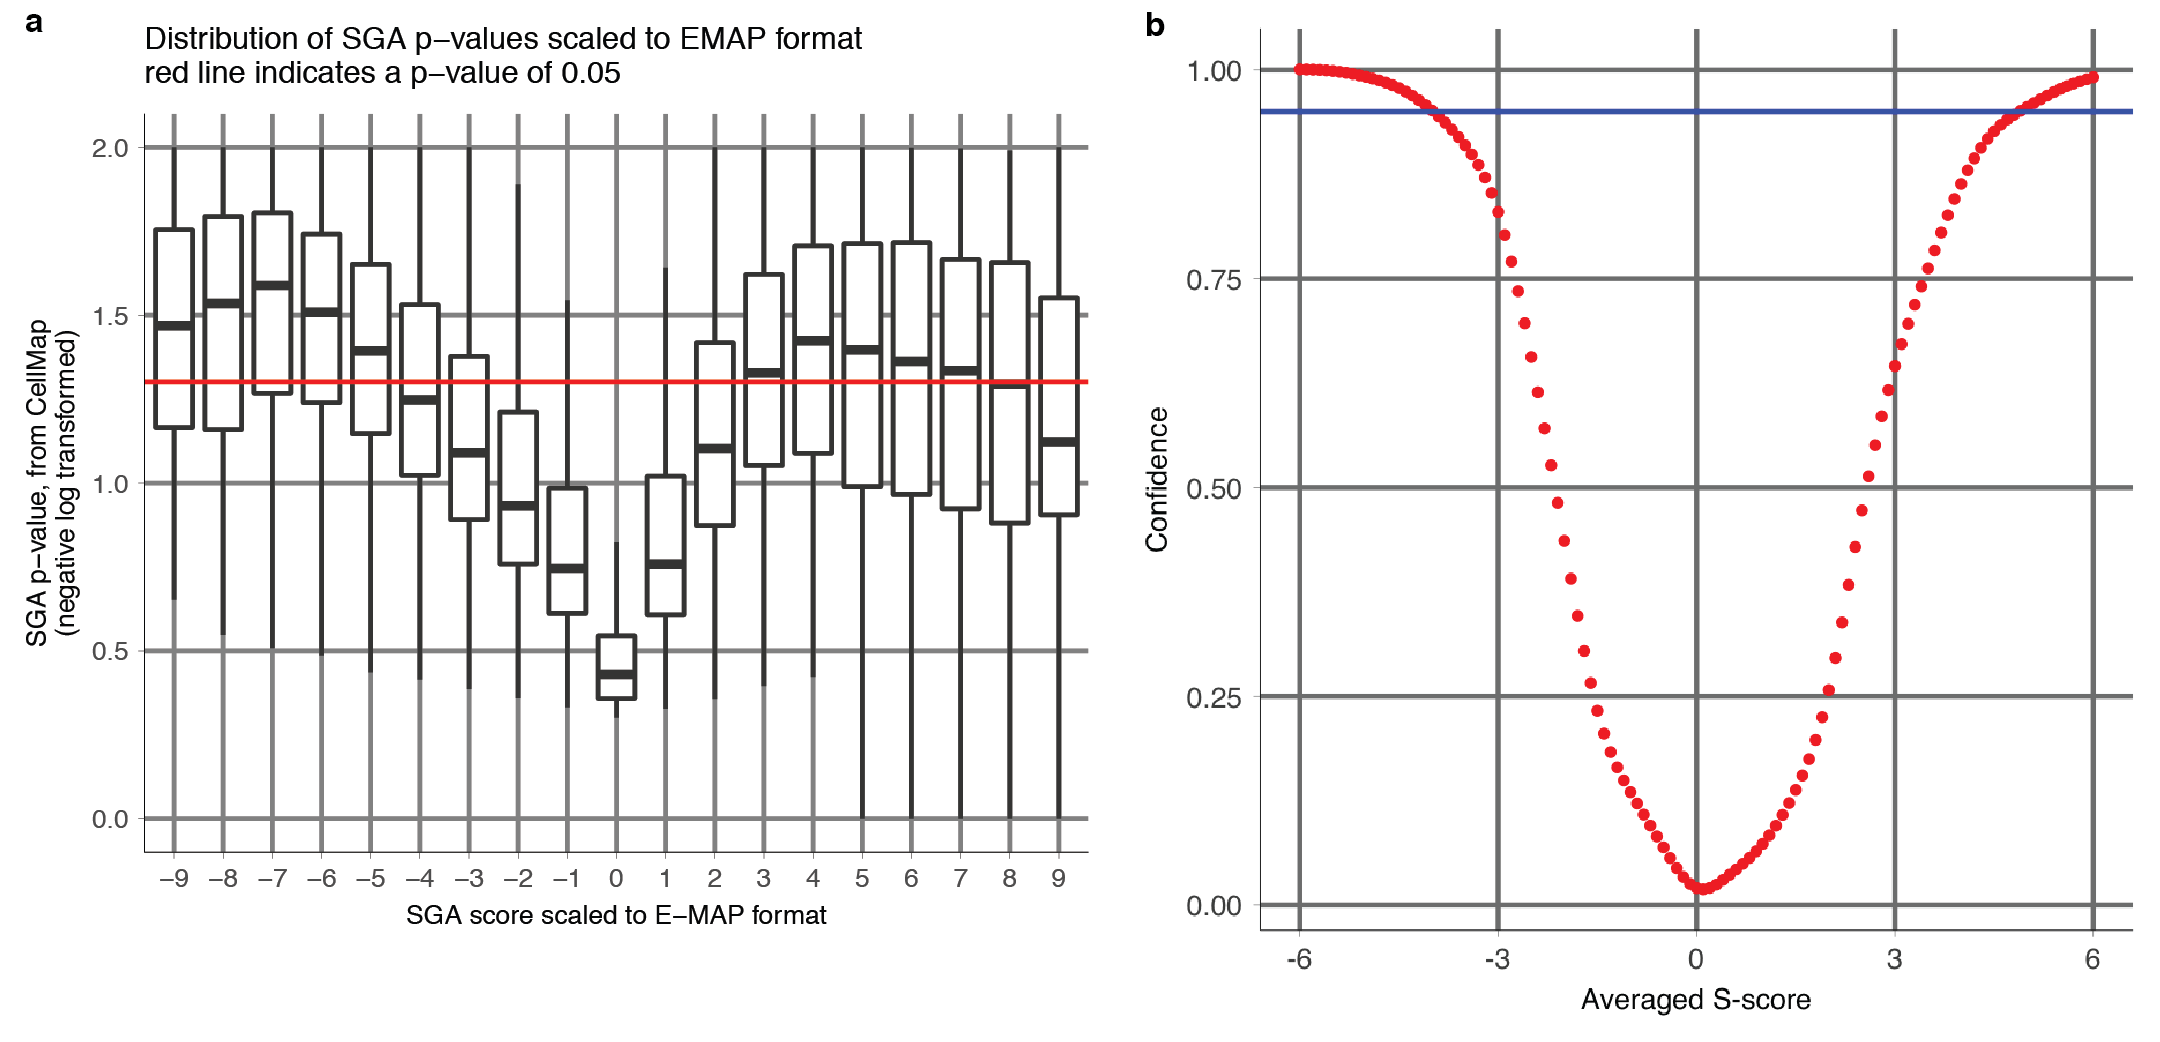 a
Distribution of SGA p−values scaled to EMAP format
red line indicates a p−value of 0.05
SGA p−value, from CellMap
(negative log transformed)
2.0
1.5
1.0
0.5
0.0
−9 −8 −7 −6 −5 −4 −3 −2 −1 0 1 2 3 4 5 6 7 8 9
SGA score scaled to E−MAP format
b
Confidence
1.00
0.75
0.50
0.25
0.00
-6 -3 0 3 6
Averaged S-score